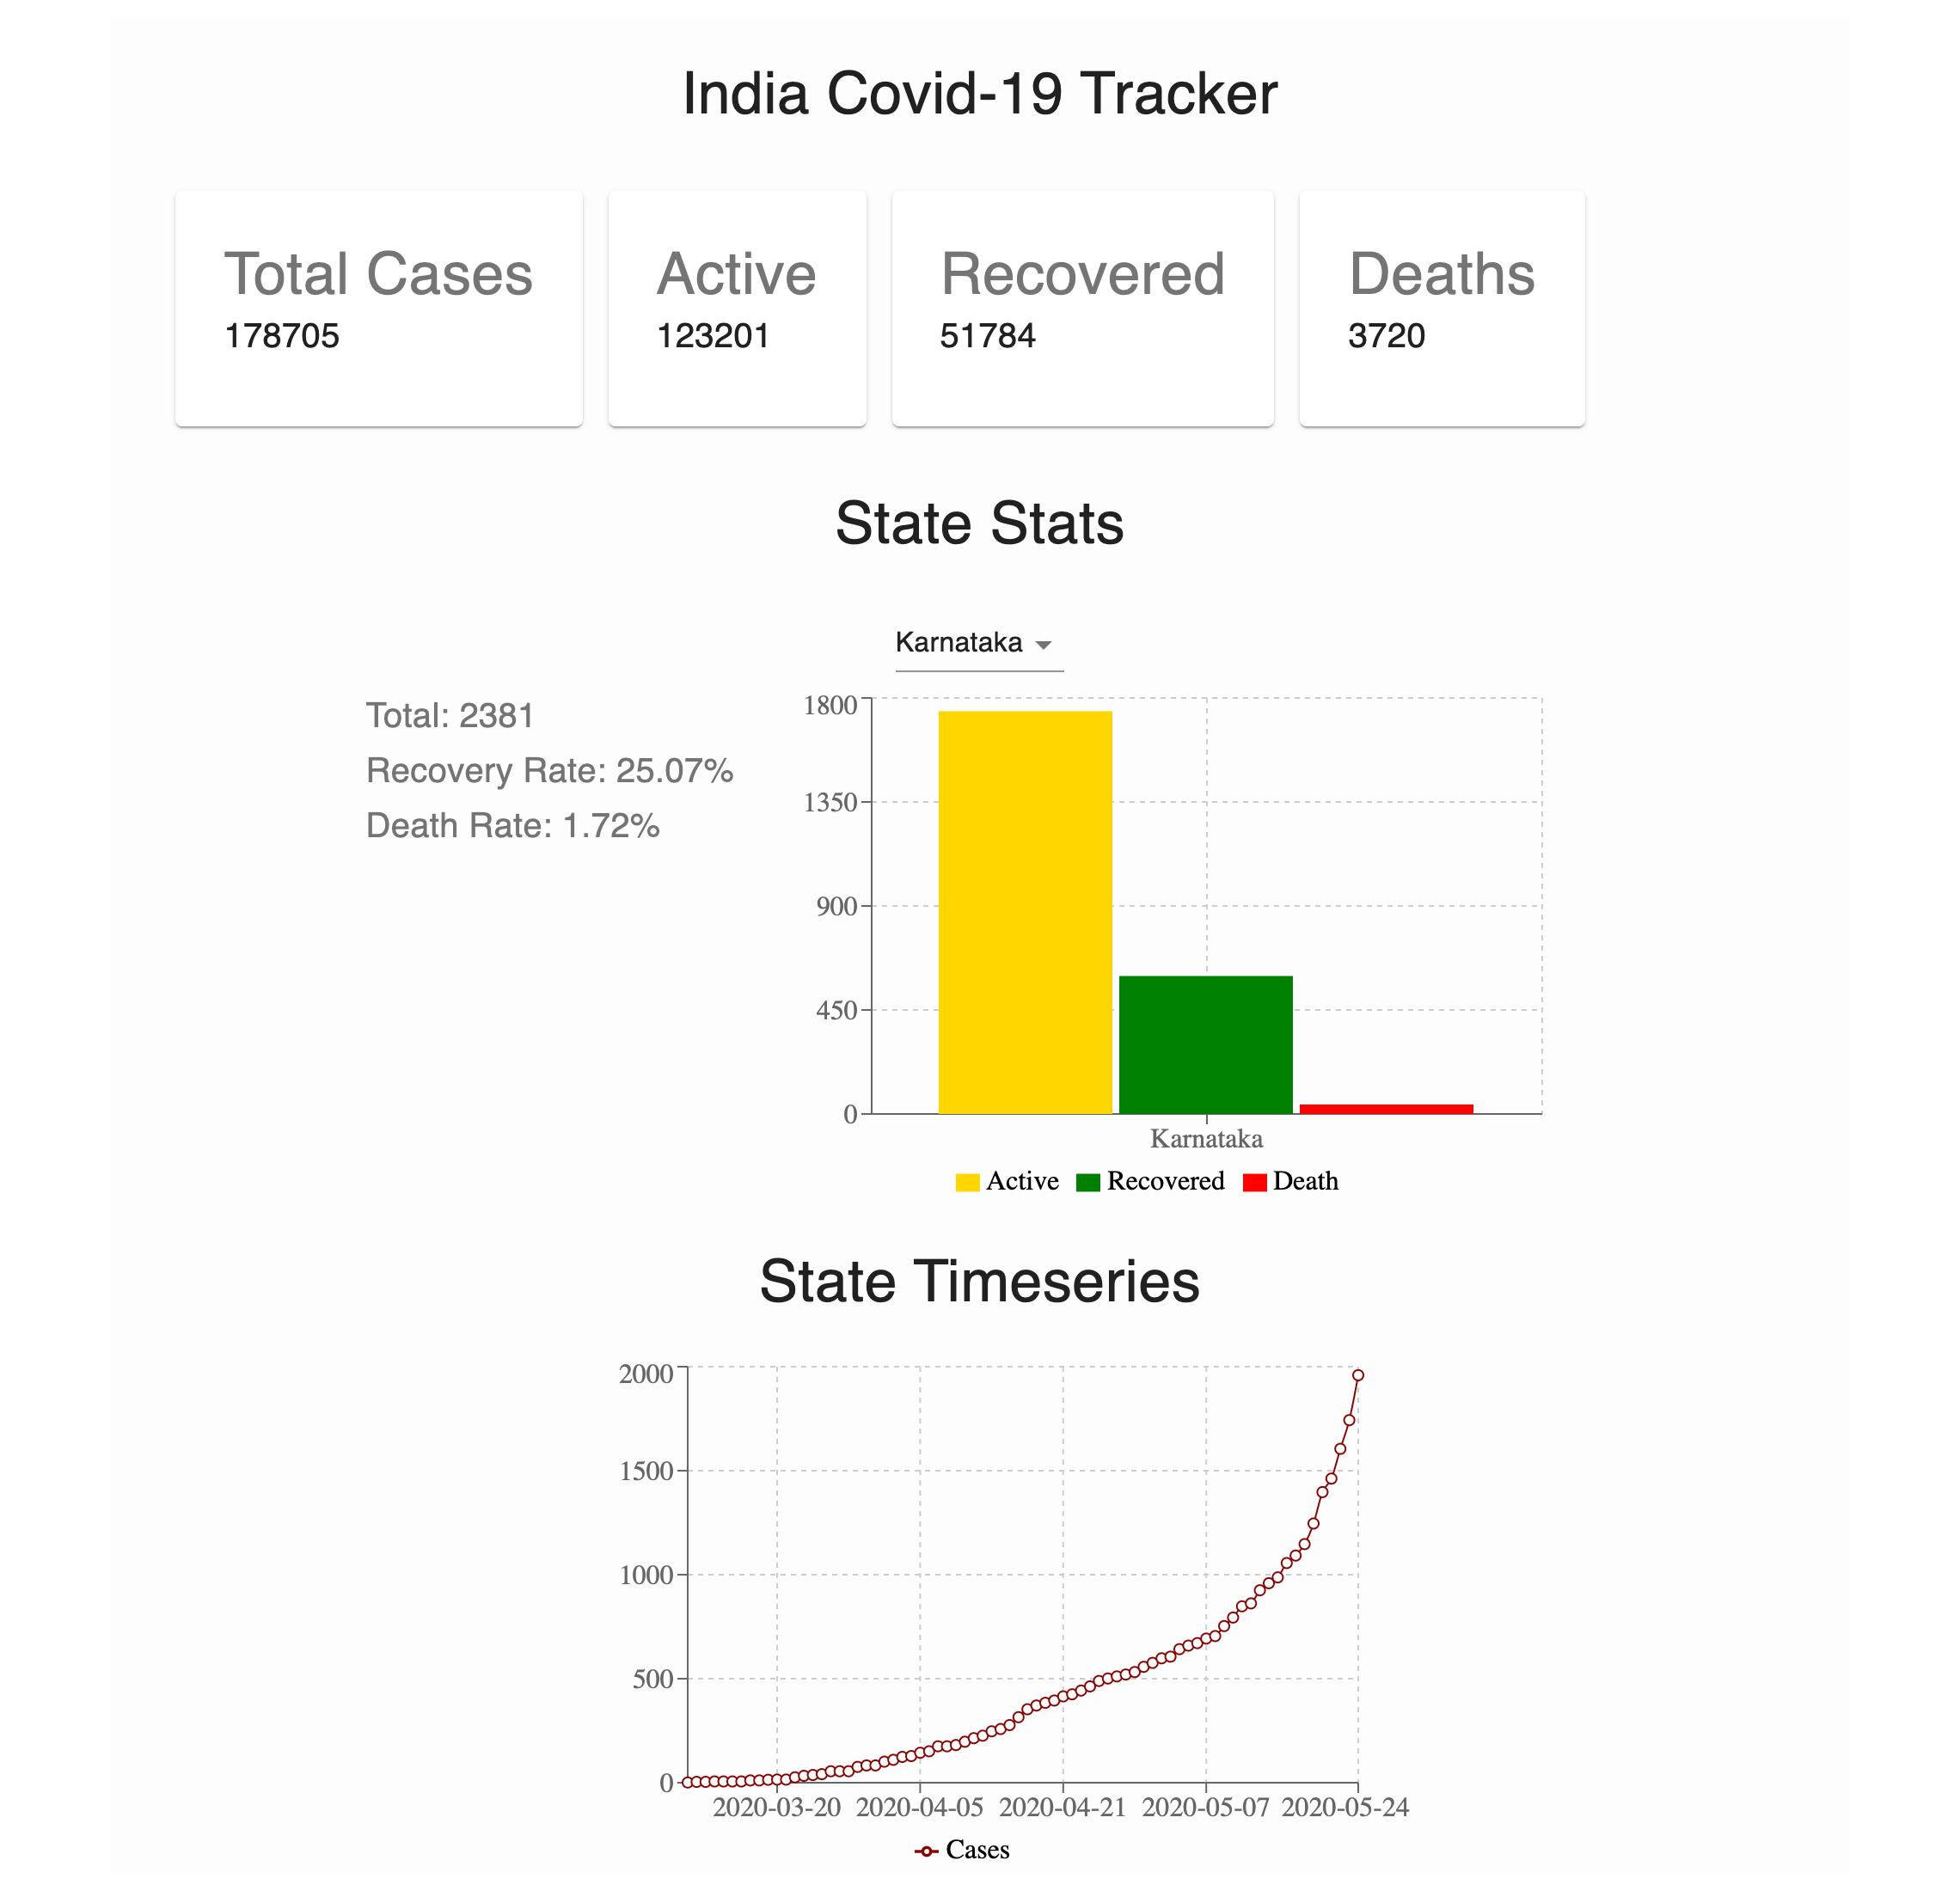 India Covid-19 Tracker
Total Cases
178705
Active
123201
Recovered
51784
Deaths
3720
State Stats
Karnataka
Total: 2381
Recovery Rate: 25.07%
Death Rate: 1.72%
1800
1350
900
450
0
Karnataka
Active Recovered Death
State Timeseries
2000
1500
1000
500
0
2020-03-20 2020-04-05 2020-04-21 2020-05-07 2020-05-24
Cases